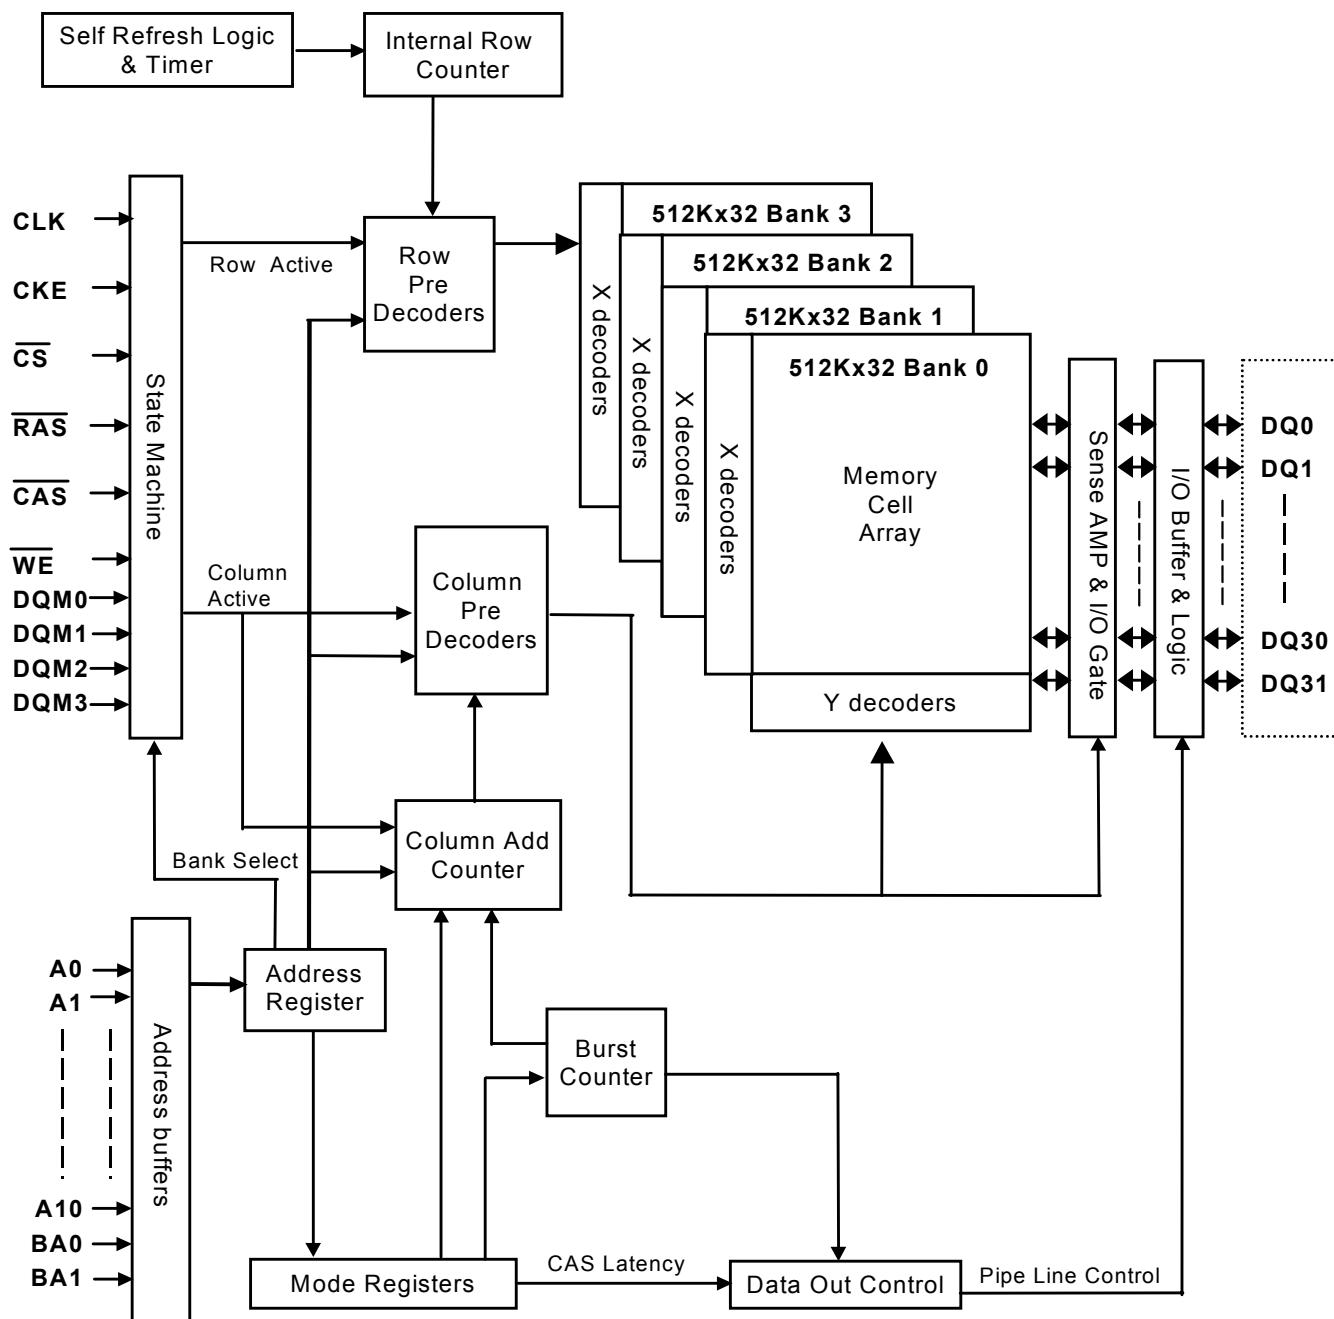 Self Refresh Logic
& Timer
Internal Row
Counter
CLK
CKE
CS
RAS
CAS
WE
DQM0
DQM1
DQM2
DQM3
State Machine
Row Active
Row
Pre
Decoders
Column
Active
Column
Pre
Decoders
512Kx32 Bank 3
512Kx32 Bank 2
512Kx32 Bank 1
512Kx32 Bank 0
X decoders
X decoders
X decoders
X decoders
Memory
Cell
Array
Y decoders
Sense AMP & I/O Gate
I/O Buffer & Logic
DQ0
DQ1
DQ30
DQ31
Bank Select
Column Add
Counter
A0
A1
A10
BA0
BA1
Address buffers
Address
Register
Burst
Counter
Mode Registers
CAS Latency
Data Out Control
Pipe Line Control